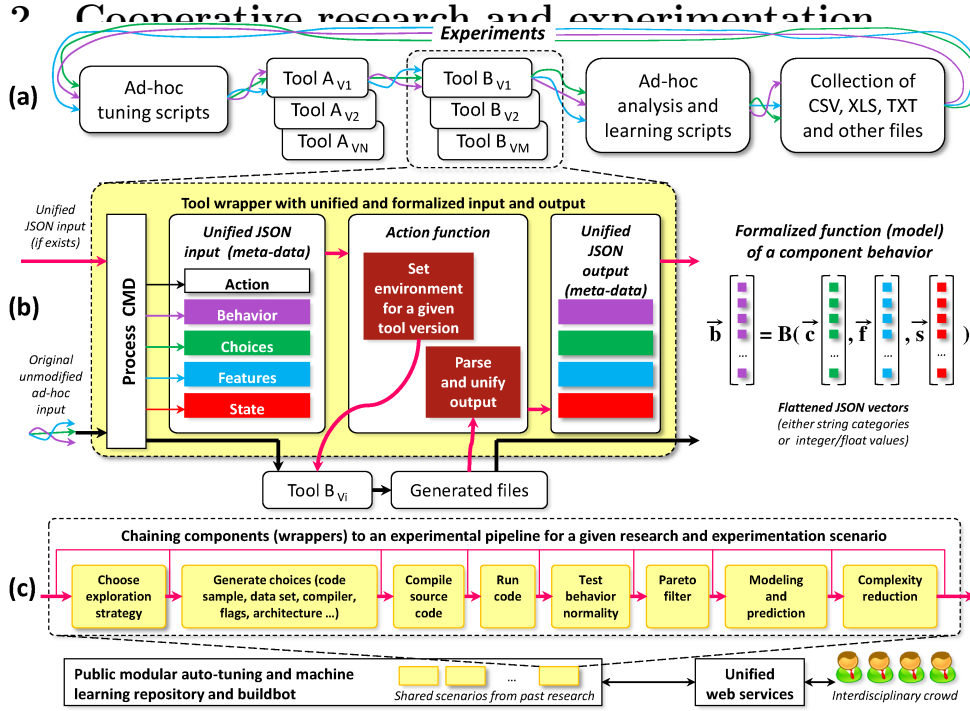 2 Cooperative research and experimentation
Experiments
(a)
Ad-hoc
tuning scripts
Tool A V1
Tool A V2
Tool A VN
Tool B V1
Tool B V2
Tool B VM
Ad-hoc
analysis and
learning scripts
Collection of
CSV, XLS, TXT
and other files
(b)
Unified
JSON input
(if exists)
Original
unmodified
ad-hoc
input
Tool wrapper with unified and formalized input and output
Process CMD
Unified JSON
input (meta-data)
Action
Behavior
Choices
Features
State
Action function
Set
environment
for a given
tool version
Parse
and unify
output
Unified
JSON
output
(meta-data)
Tool B Vi
Generated files
Formalized function (model)
of a component behavior
b = B( c , f , s )
... ... ... ...
Flattened JSON vectors
(either string categories
or integer/float values)
(c)
Chaining components (wrappers) to an experimental pipeline for a given research and experimentation scenario
Choose
exploration
strategy
Generate choices (code
sample, data set, compiler,
flags, architecture ...)
Compile
source
code
Run
code
Test
behavior
normality
Pareto
filter
Modeling
and
prediction
Complexity
reduction
Public modular auto-tuning and machine
learning repository and buildbot
...
Shared scenarios from past research
Unified
web services
Interdisciplinary crowd